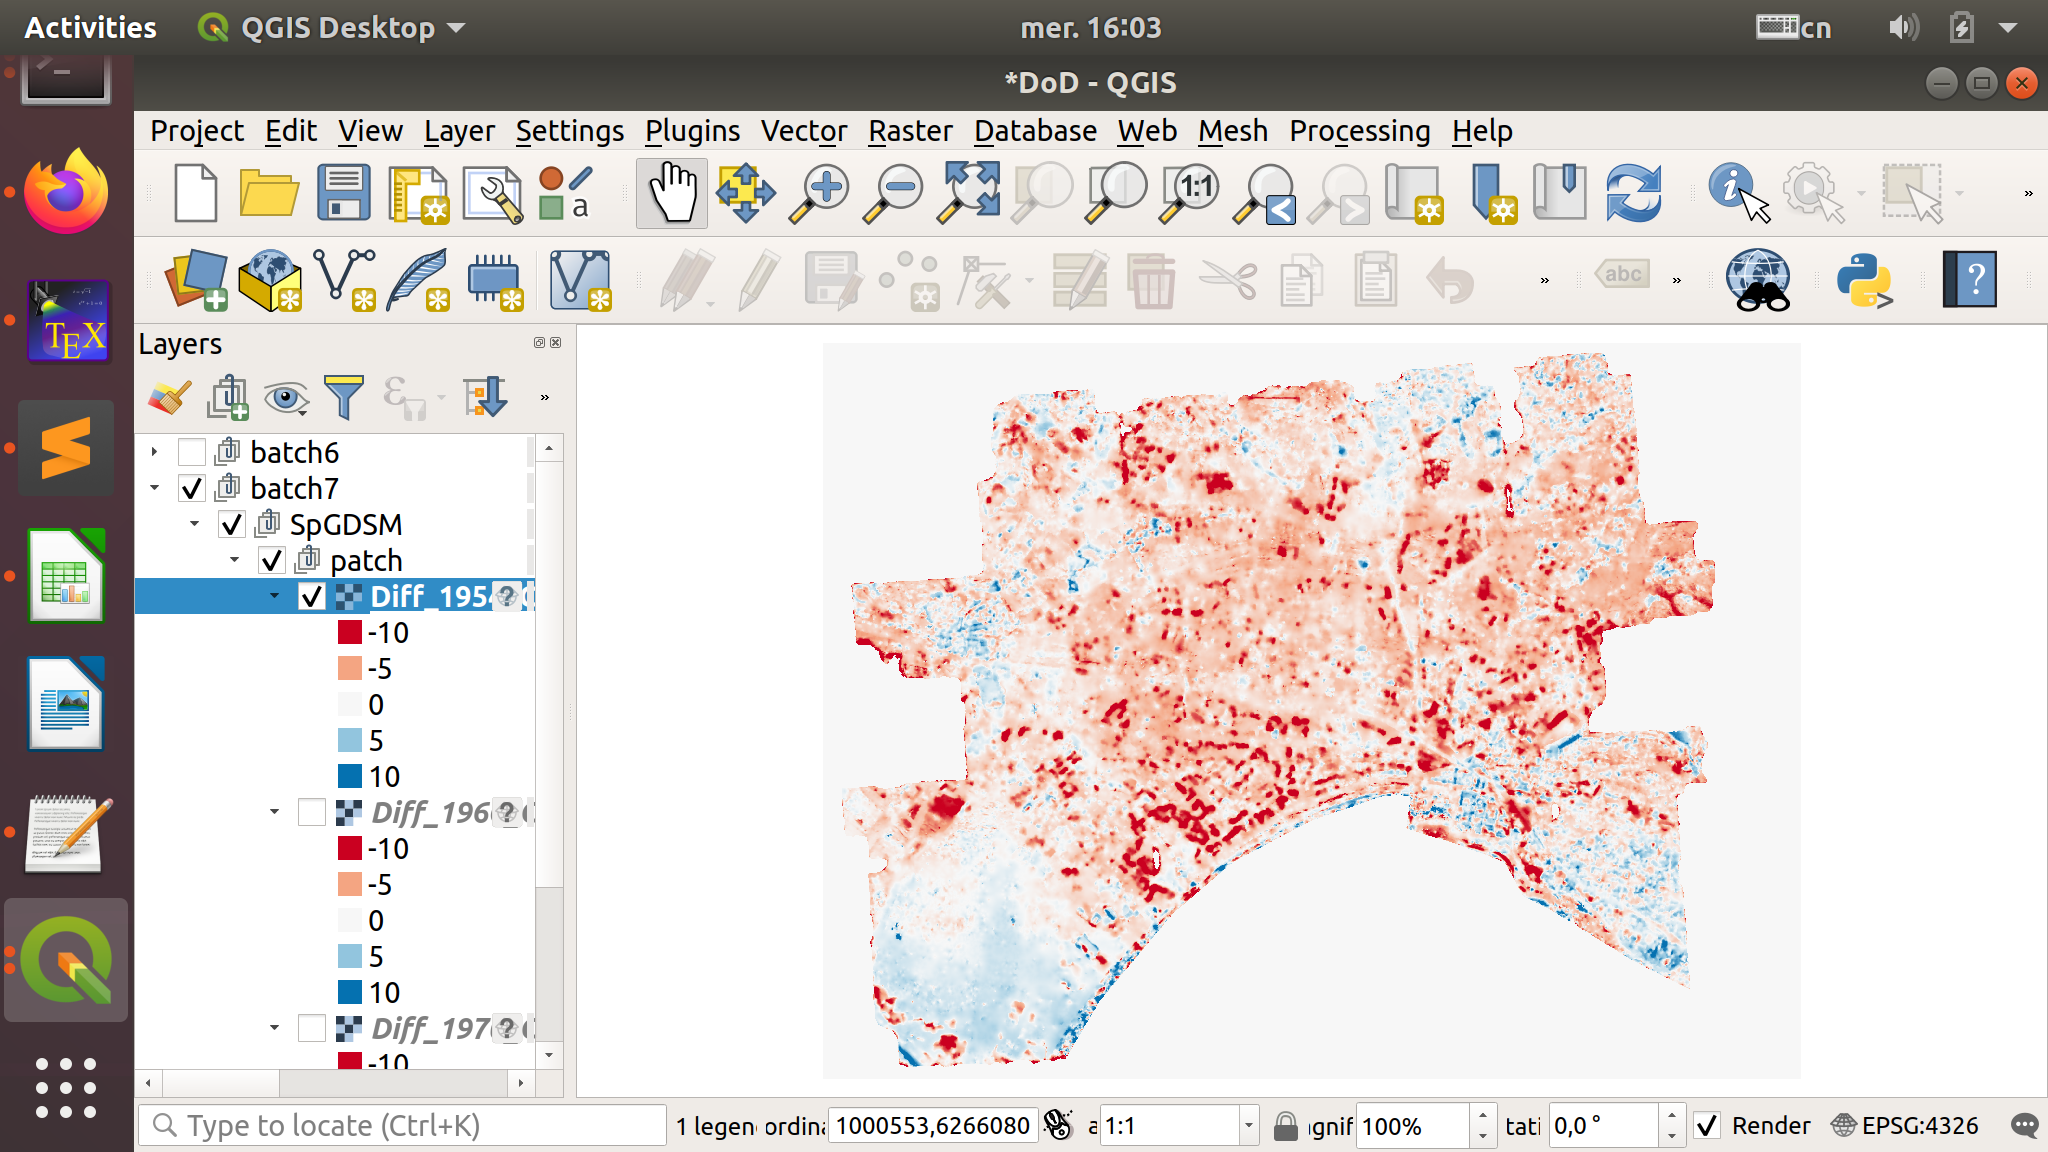 Activities QGIS Desktop mer. 16:03 cn
*DoD - QGIS
Project Edit View Layer Settings Plugins Vector Raster Database Web Mesh Processing Help
1:1
a
abc
Layers
batch6
batch7
SpGDSM
patch
Diff_195
-10
-5
0
5
10
Diff_196
-10
-5
0
5
10
Diff_197
-10
TEX
Type to locate (Ctrl+K) 1 legen ordina 1000553,6266080 a 1:1 gnif 100% tati 0,0 ° Render EPSG:4326